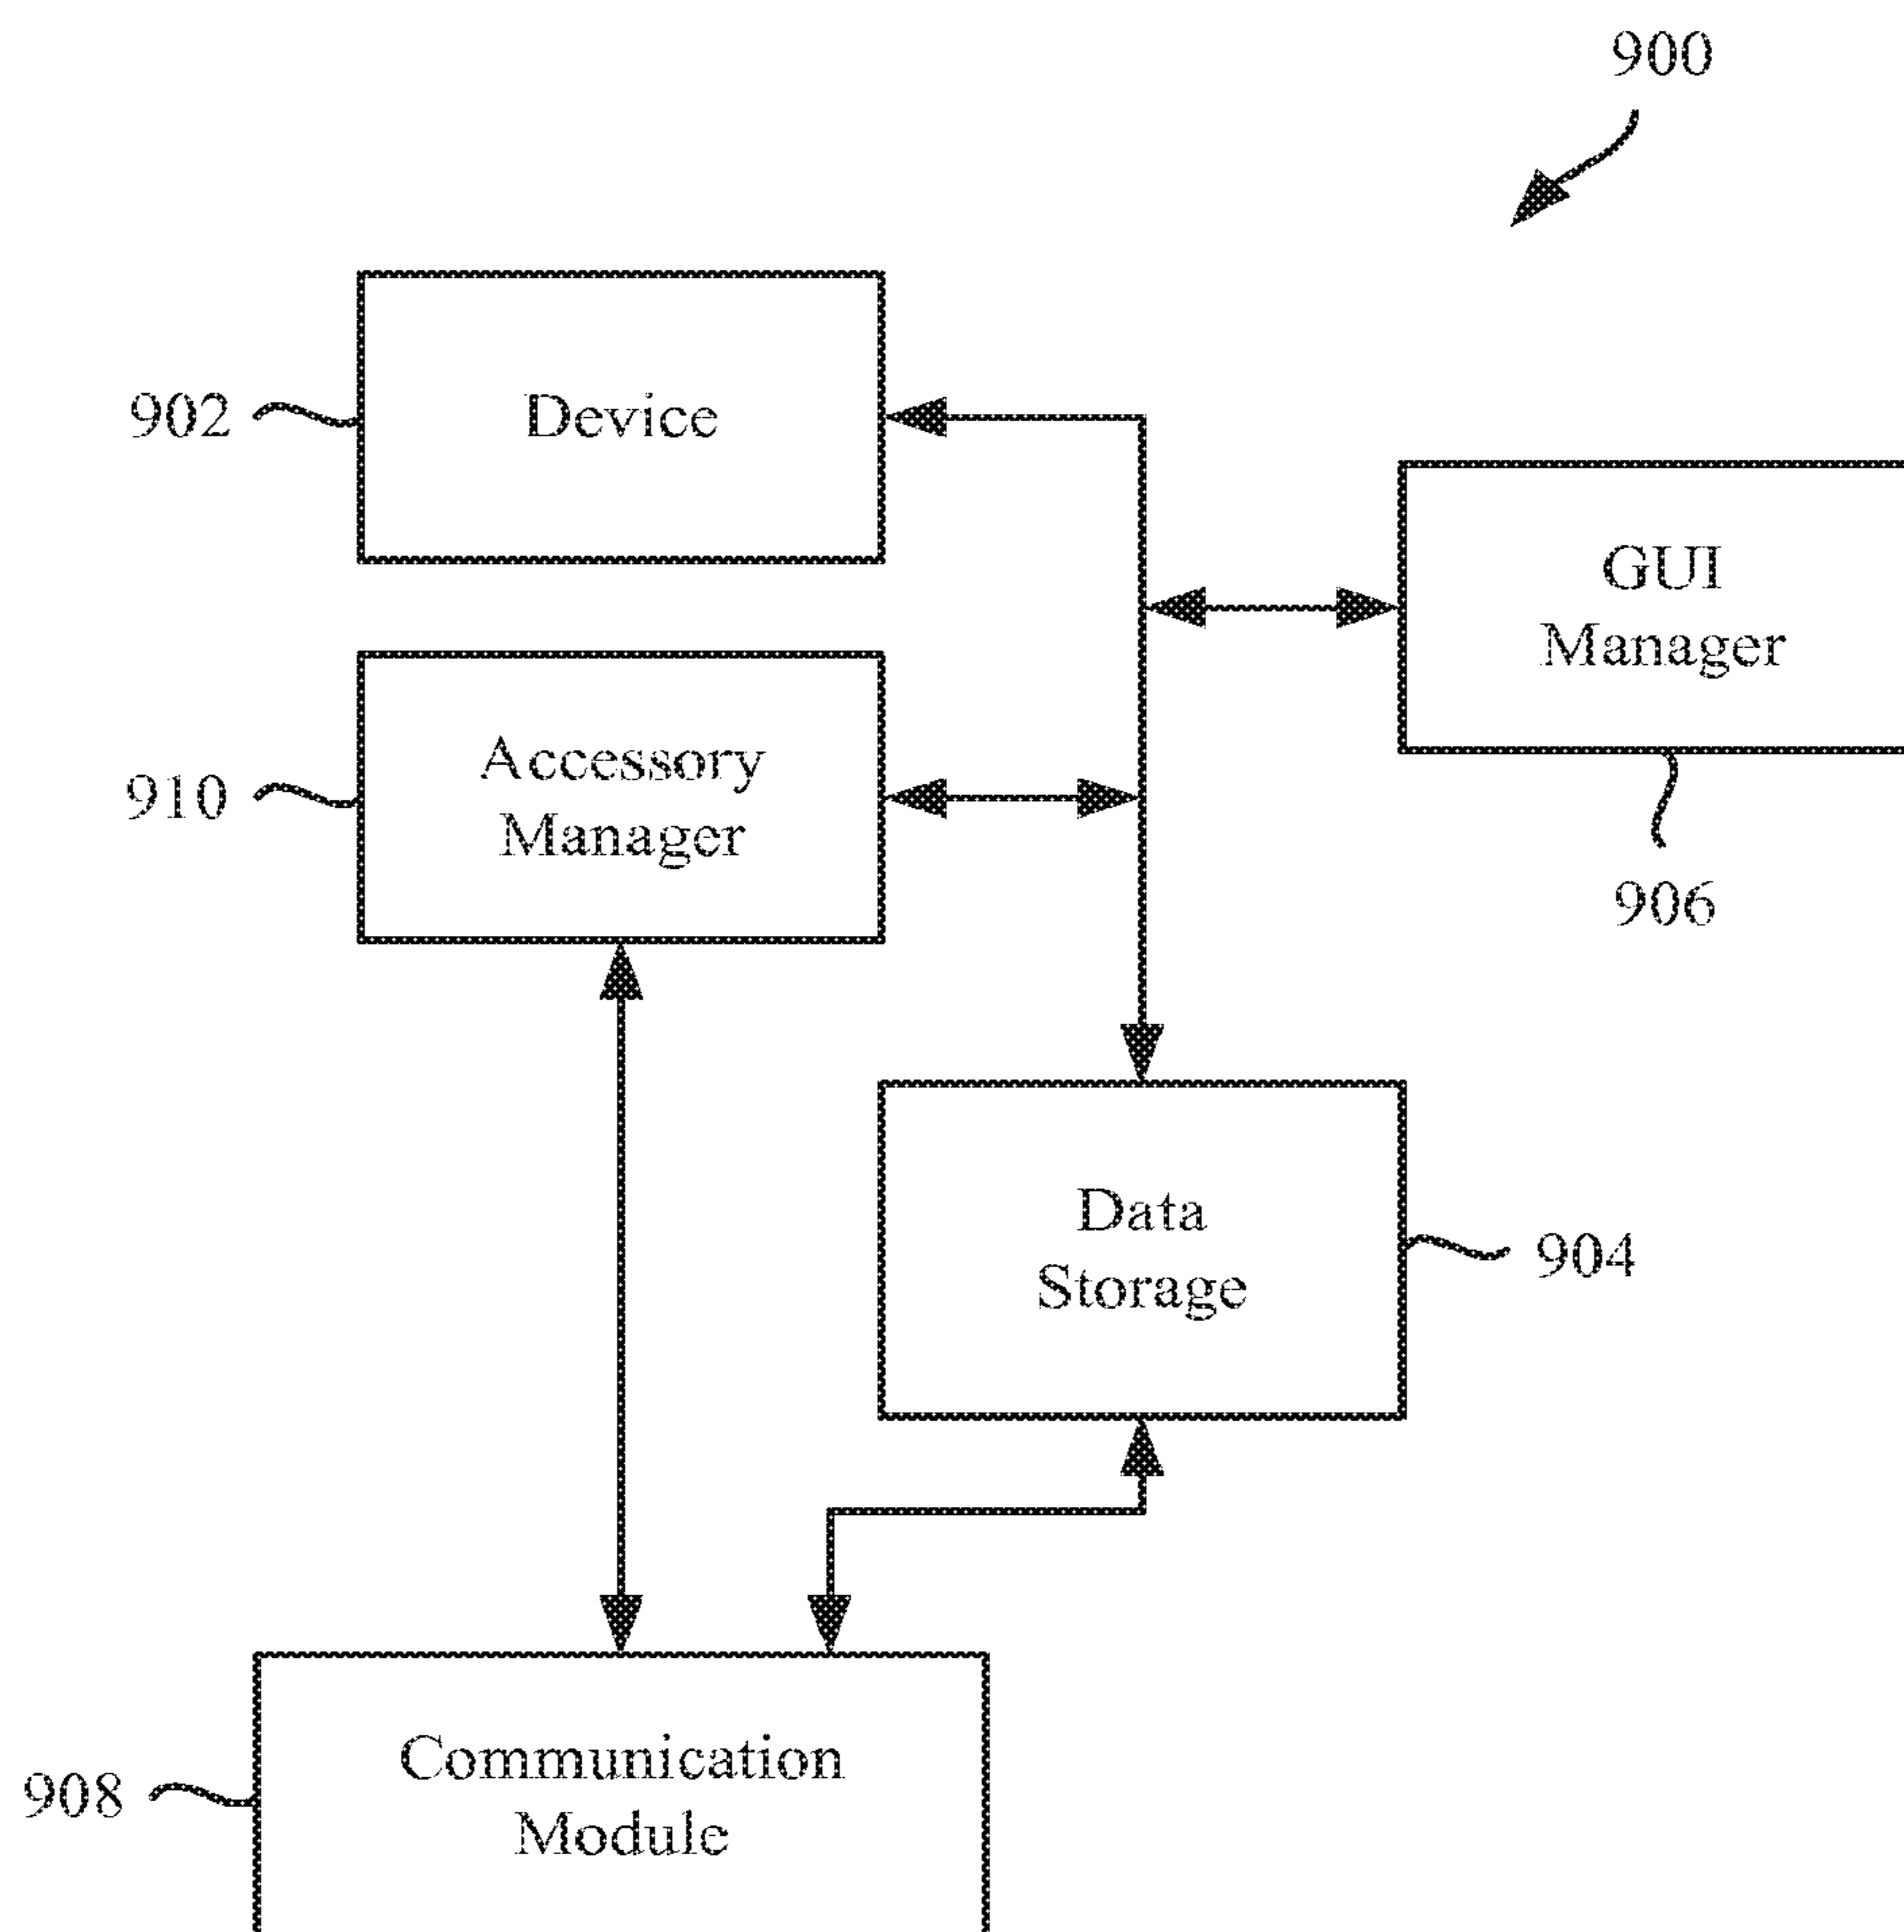 900
902
Device
GUI
Manager
910
Accessory
Manager
906
Data
Storage
904
908
Communication
Module